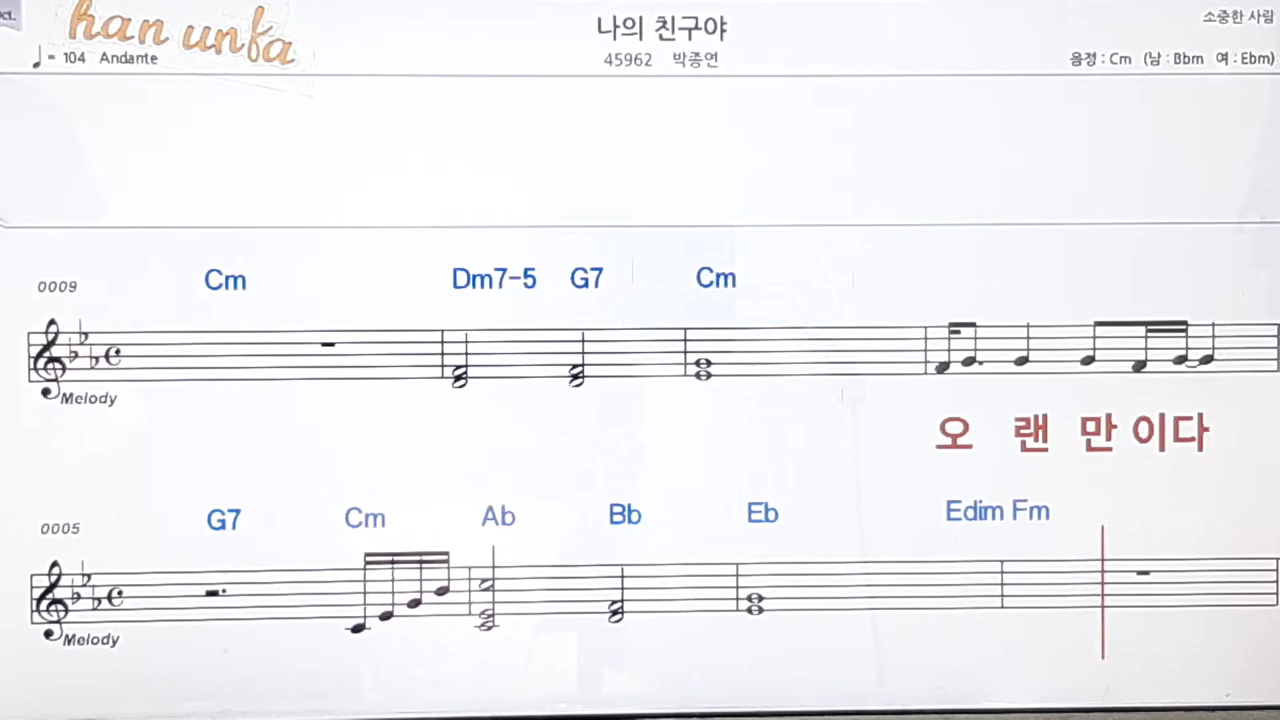 han unfa
나의 친구야
소중한 사람
♩= 104 Andante
45962 박종연
음정 : Cm (남 : Bbm 여 : Ebm)
0009 Cm Dm7-5 G7 Cm
Melody
오 랜 만 이다
0005 G7 Cm Ab Bb Eb Edim Fm
Melody